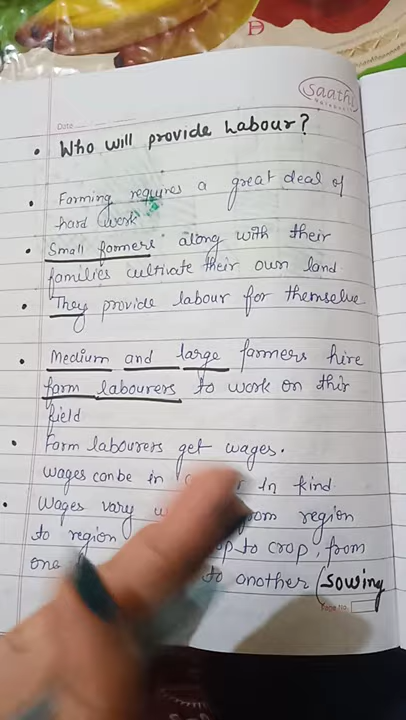 Saathi
Date
• Who will provide Labour?
• Farming requires a great deal of
hard work
• Small farmers along with their
families cultivate their own land
• They provide labour for themselve
• Medium and large farmers hire
farm labourers to work on thir
field
• Farm labourers get wages.
wages can be in in kind
• Wages vary from region
to region to crop, from
one to another (sowing
Page No.